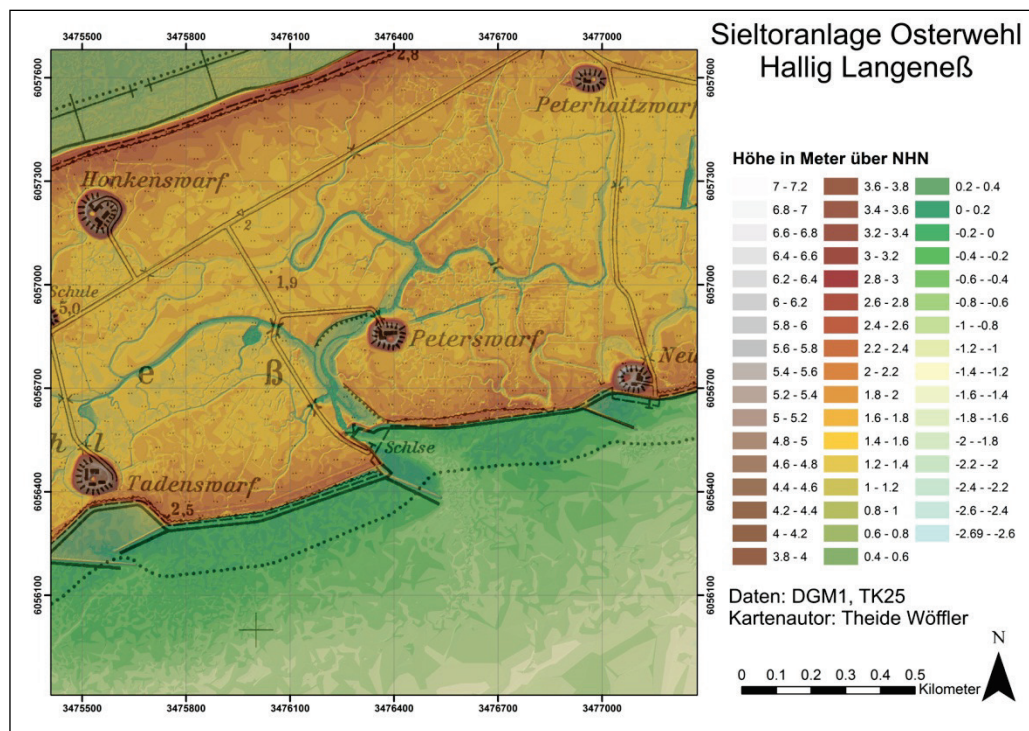 Sieltoranlage Osterwehl
Hallig Langeneß
Höhe in Meter über NHN
7 - 7.2
6.8 - 7
6.6 - 6.8
6.4 - 6.6
6.2 - 6.4
6 - 6.2
5.8 - 6
5.6 - 5.8
5.4 - 5.6
5.2 - 5.4
5 - 5.2
4.8 - 5
4.6 - 4.8
4.4 - 4.6
4.2 - 4.4
4 - 4.2
3.8 - 4
3.6 - 3.8
3.4 - 3.6
3.2 - 3.4
3 - 3.2
2.8 - 3
2.6 - 2.8
2.4 - 2.6
2.2 - 2.4
2 - 2.2
1.8 - 2
1.6 - 1.8
1.4 - 1.6
1.2 - 1.4
1 - 1.2
0.8 - 1
0.6 - 0.8
0.4 - 0.6
0.2 - 0.4
0 - 0.2
-0.2 - 0
-0.4 - -0.2
-0.6 - -0.4
-0.8 - -0.6
-1 - -0.8
-1.2 - -1
-1.4 - -1.2
-1.6 - -1.4
-1.8 - -1.6
-2 - -1.8
-2.2 - -2
-2.4 - -2.2
-2.6 - -2.4
-2.69 - -2.6
Daten: DGM1, TK25
Kartenautor: Theide Wöffler
N
0 0.1 0.2 0.3 0.4 0.5
Kilometer
3475500 3475800 3476100 3476400 3476700 3477000
6057600 6057600
6057300 6057300
6057000 6057000
6056700 6056700
6056400 6056400
6056100 6056100
3475500 3475800 3476100 3476400 3476700 3477000
2,8
Peterhaitzwarf
Honkenswarf
2
1,9
Schule
5,0
Peterswarf
Neu
e ß
h l
Schlse
Tadenswarf
2,5